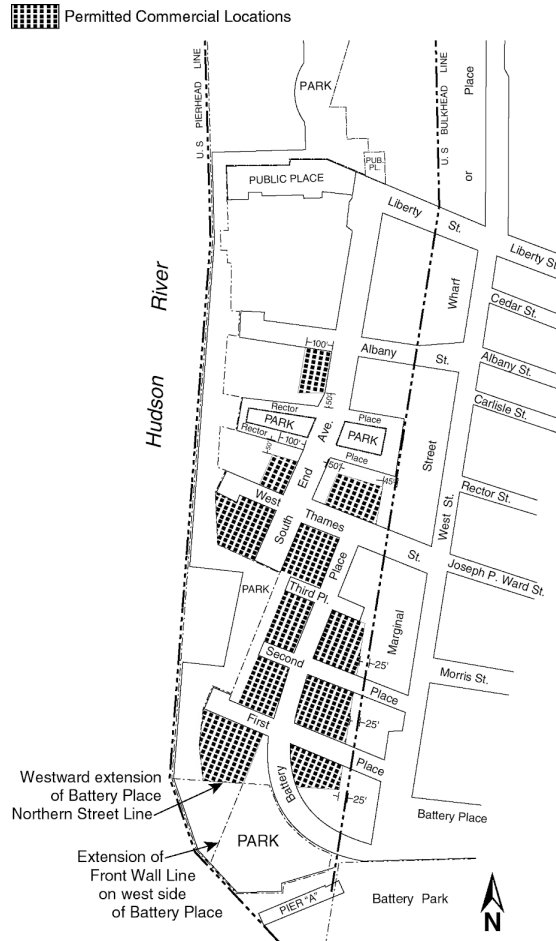 Permitted Commercial Locations
U.S PIERHEAD LINE
PARK
U.S BULKHEAD LINE
Place
or
PUB.
PL.
PUBLIC PLACE
Liberty
St.
Liberty St.
Hudson River
Wharf
Cedar St.
100'
Albany
St.
Albany St.
50'
Carlisle St.
Rector
Place
PARK
Ave.
PARK
Rector
100'
50'
Place
Street
50'
45'
End
Rector St.
West
South
Thames
St.
West St.
Place
Joseph P. Ward St.
PARK
Third Pl.
Marginal
Second
25'
Place
Morris St.
First
25'
Place
Westward extension
of Battery Place
Northern Street Line
Battery
25'
Battery Place
PARK
Extension of
Front Wall Line
on west side
of Battery Place
PIER "A"
Battery Park
N